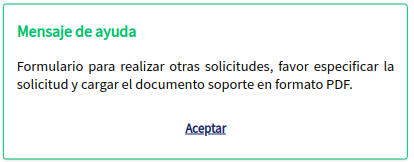 Mensaje de ayuda
Formulario para realizar otras solicitudes, favor especificar la
solicitud y cargar el documento soporte en formato PDF.
Aceptar